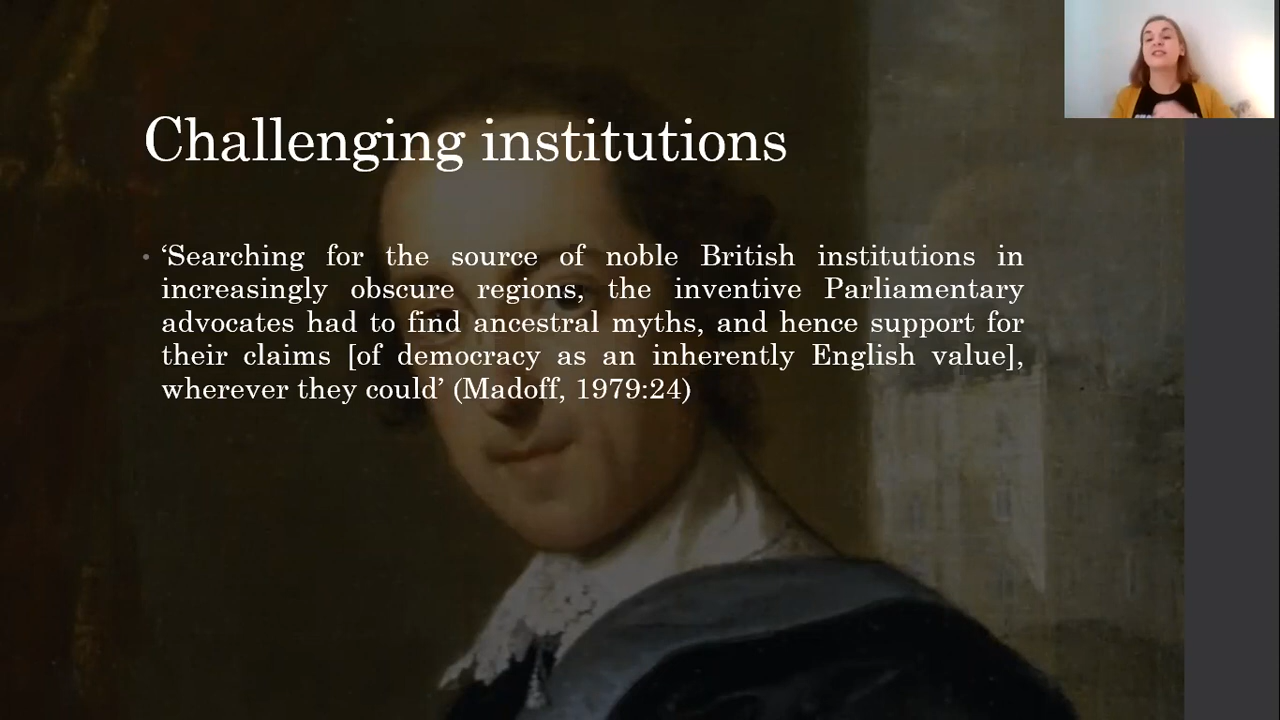 Challenging institutions
• ‘Searching for the source of noble British institutions in
increasingly obscure regions, the inventive Parliamentary
advocates had to find ancestral myths, and hence support for
their claims [of democracy as an inherently English value],
wherever they could’ (Madoff, 1979:24)